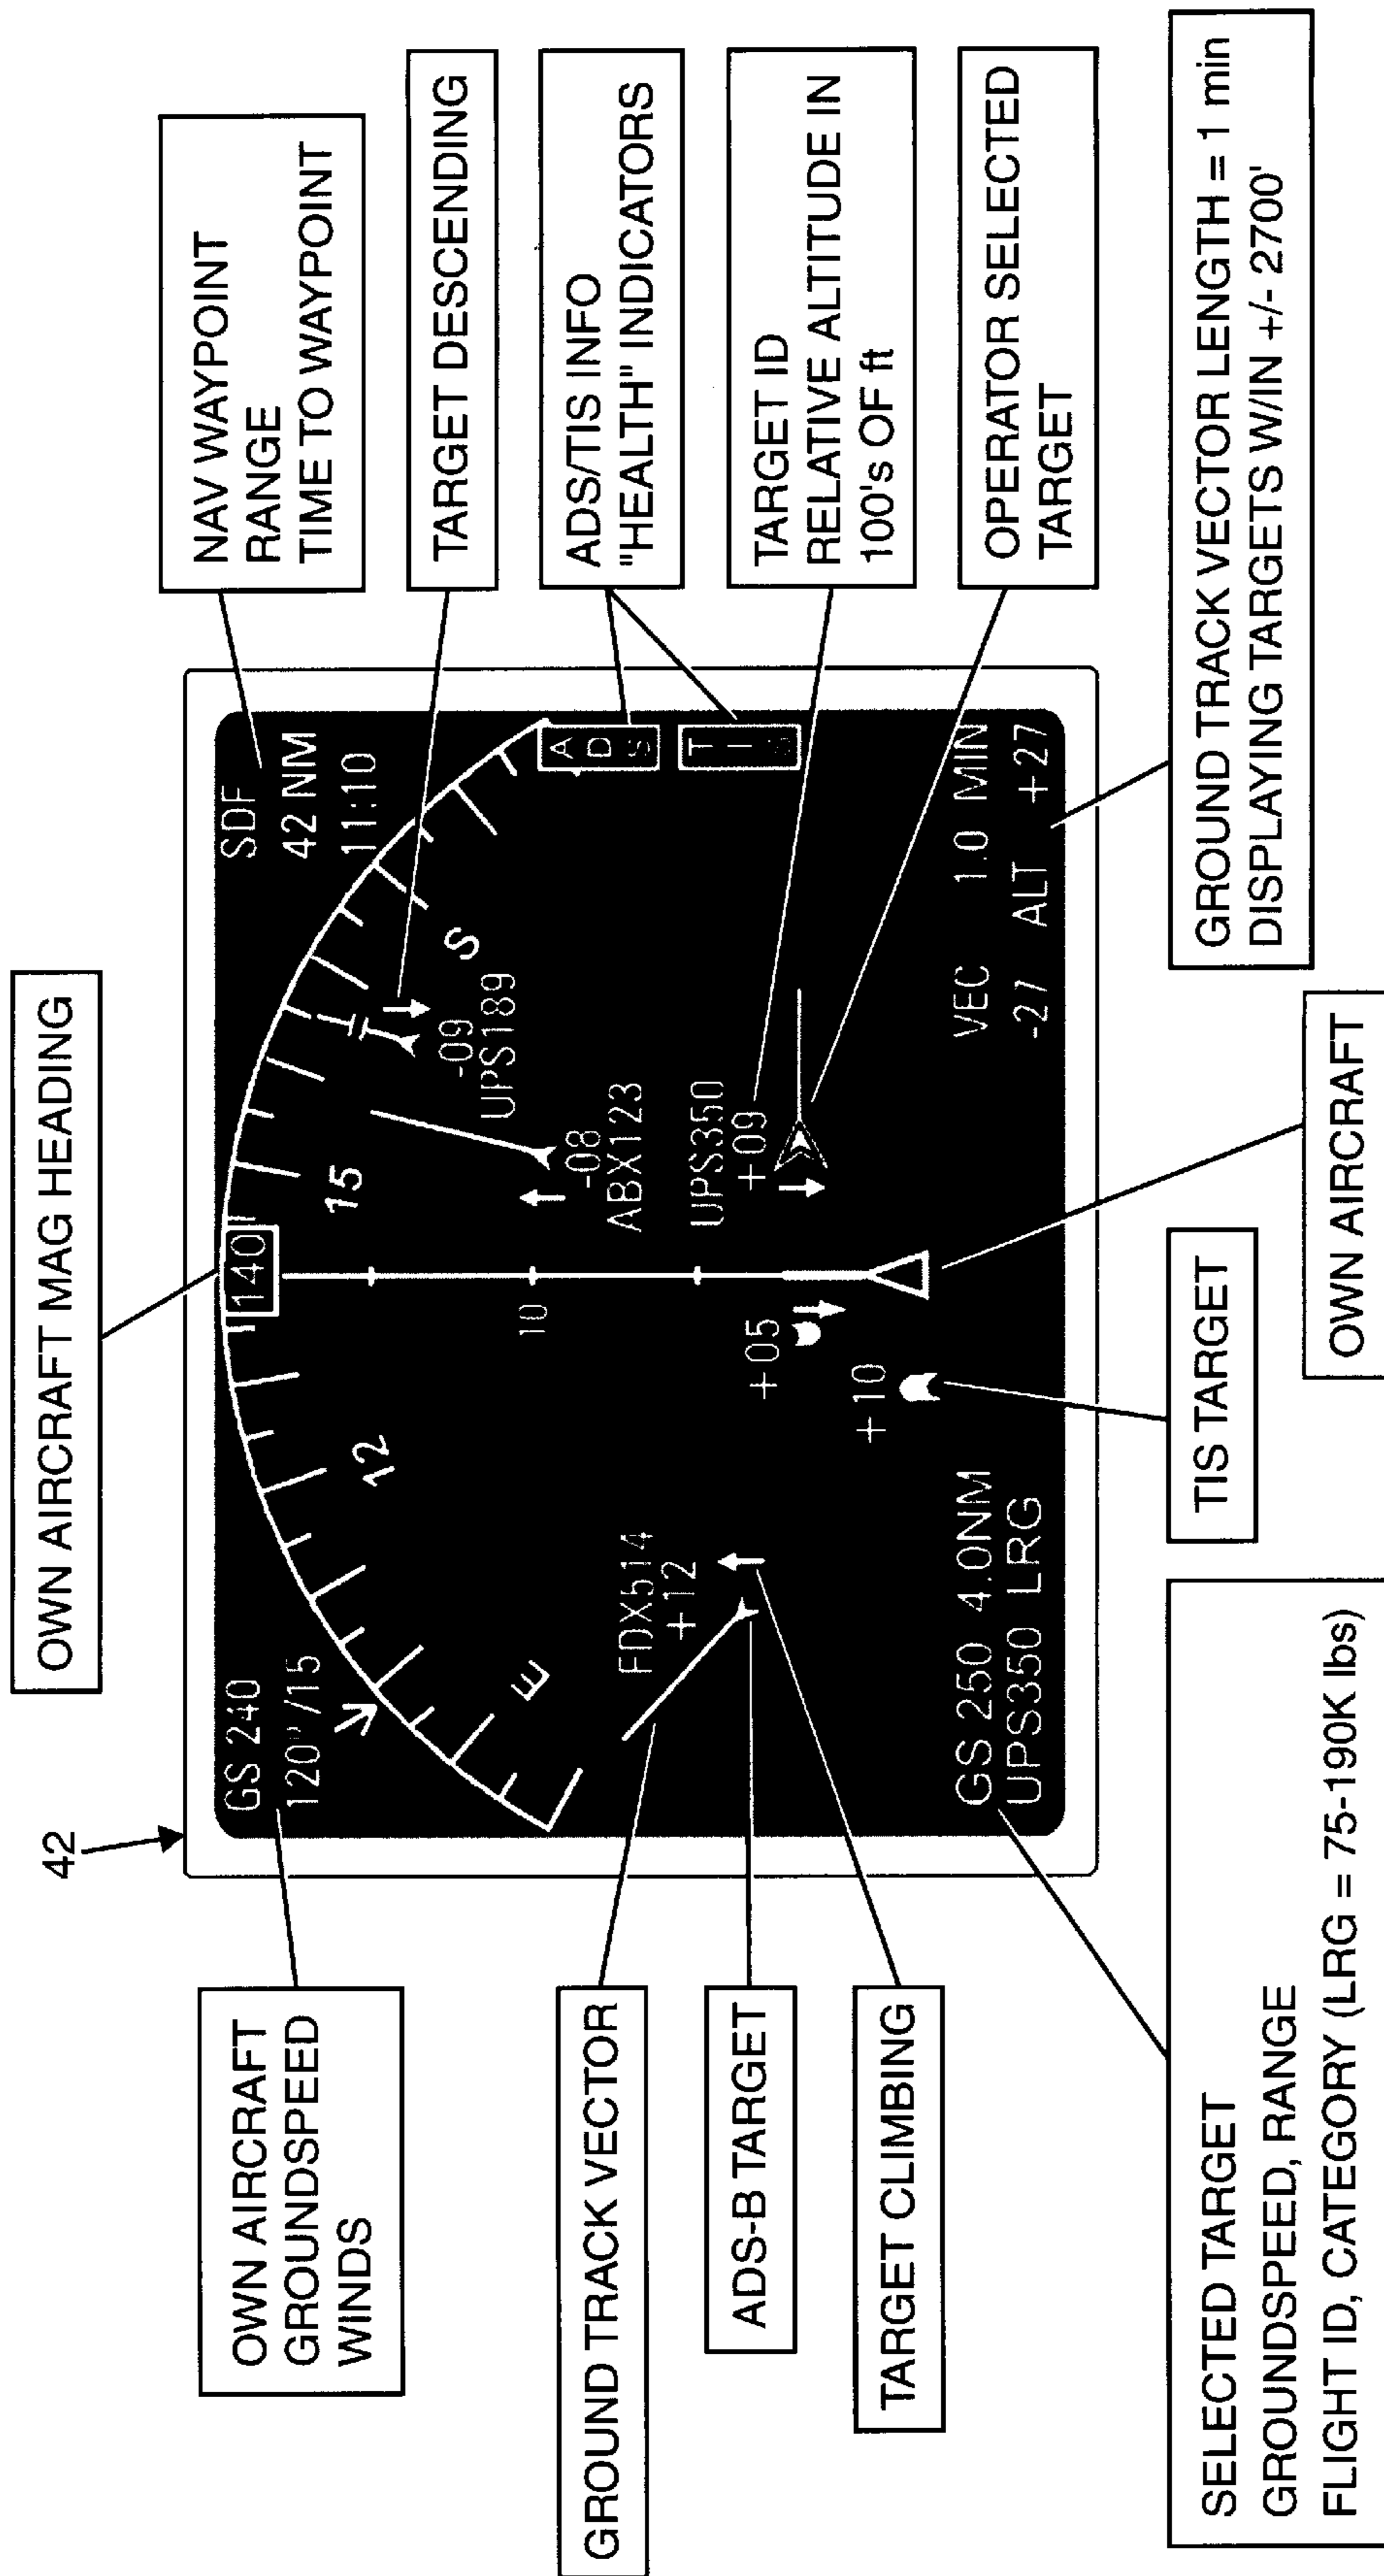 42
OWN AIRCRAFT MAG HEADING
OWN AIRCRAFT
GROUNDSPEED
WINDS
GROUND TRACK VECTOR
ADS-B TARGET
TARGET CLIMBING
SELECTED TARGET
GROUNDSPEED, RANGE
FLIGHT ID, CATEGORY (LRG = 75-190K lbs)
GS 240
120°/15
E
12
140
15
S
SDF
42 NM
11:10
10
FDX514
+12
+05
+10
-09
UPS189
-08
ABX123
UPS350
+09
A
D
S
T
I
S
GS 250 4.0NM
UPS350 LRG
VEC 1.0 MIN
-27 ALT +27
NAV WAYPOINT
RANGE
TIME TO WAYPOINT
TARGET DESCENDING
ADS/TIS INFO
"HEALTH" INDICATORS
TARGET ID
RELATIVE ALTITUDE IN
100's OF ft
OPERATOR SELECTED
TARGET
GROUND TRACK VECTOR LENGTH = 1 min
DISPLAYING TARGETS W/IN +/- 2700'
TIS TARGET
OWN AIRCRAFT